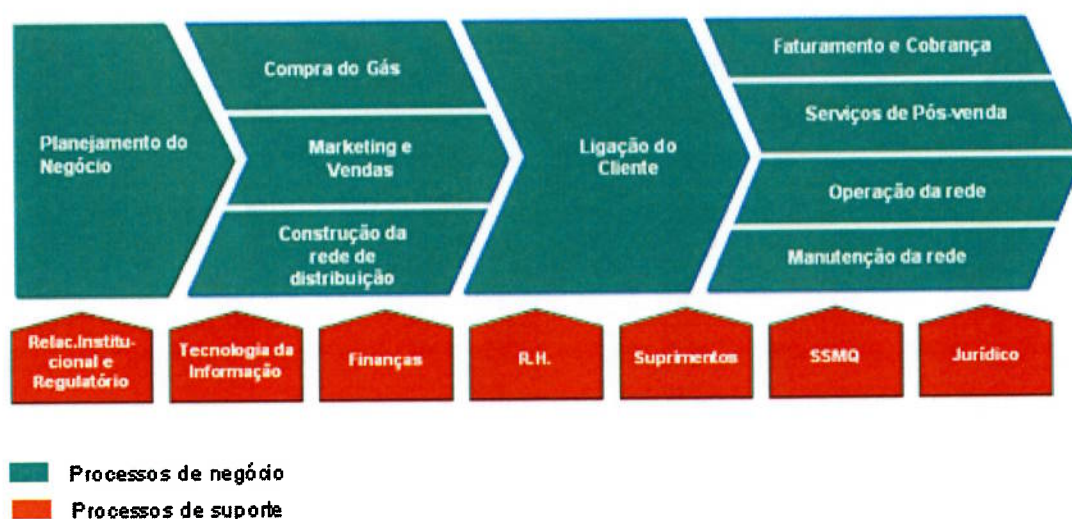 Planejamento do
Negócio
Compra do Gás
Marketing e
Vendas
Construção da
rede de
distribuição
Ligação do
Cliente
Faturamento e Cobrança
Serviços de Pós-venda
Operação da rede
Manutenção da rede
Relac.Institu-
cional e
Regulatório
Tecnologia da
Informação
Finanças
R.H.
Suprimentos
SSMQ
Jurídico
Processos de negócio
Processos de suporte